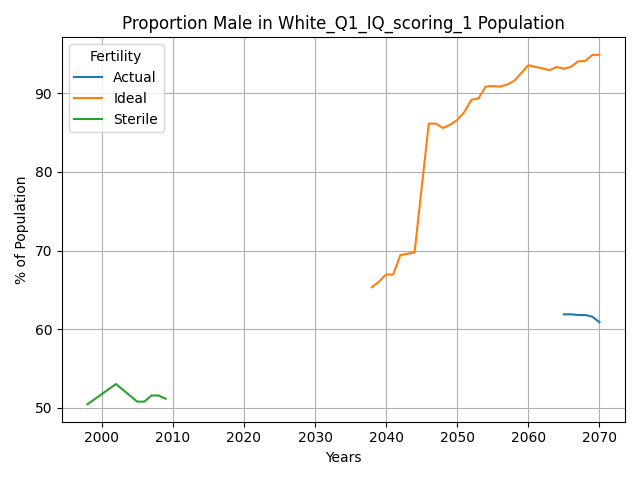 Proportion Male in White_Q1_IQ_scoring_1 Population
Fertility
Actual
Ideal
Sterile
% of Population
90
80
70
60
50
2000 2010 2020 2030 2040 2050 2060 2070
Years